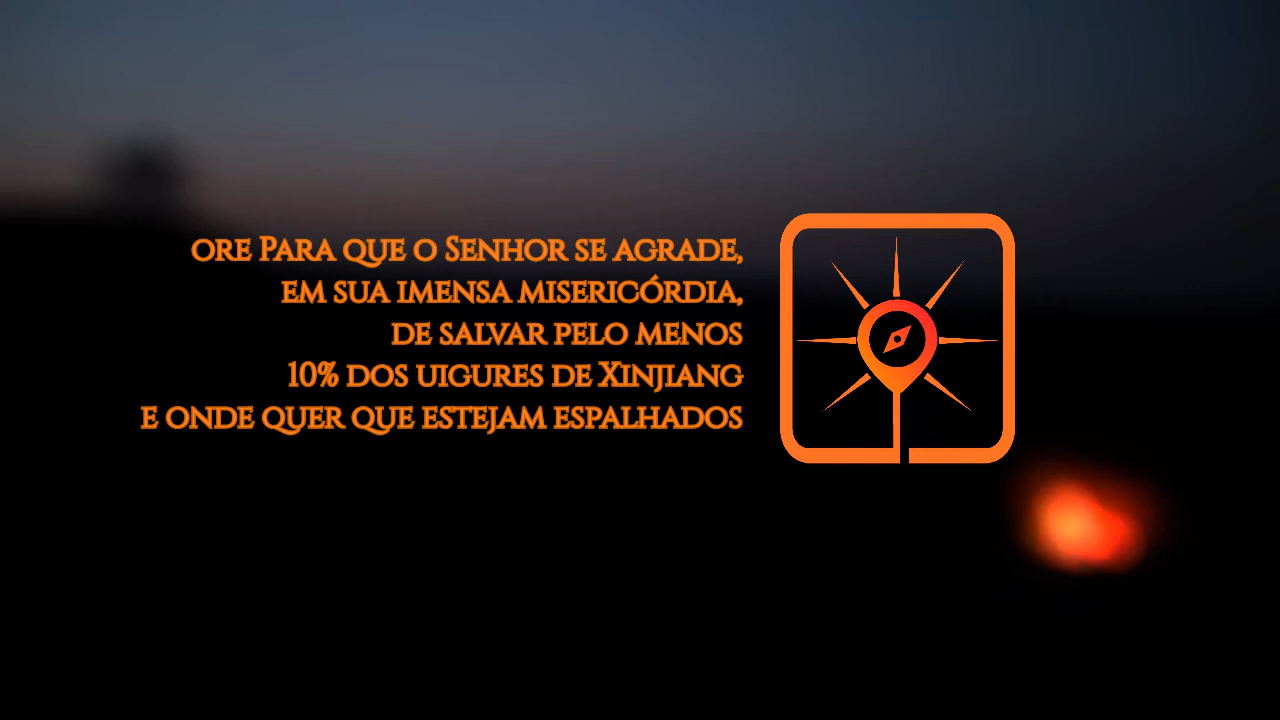 ore Para que o Senhor se agrade,
em sua imensa misericórdia,
de salvar pelo menos
10% dos uigures de Xinjiang
e onde quer que estejam espalhados